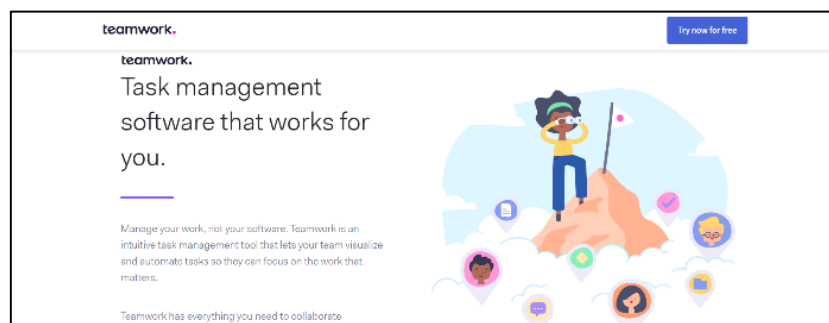 teamwork.
Try now for free
teamwork.
Task management
software that works for
you.
Manage your work, not your software. Teamwork is an
intuitive task management tool that lets your team visualize
and automate tasks so they can focus on the work that
matters.
Teamwork has everything you need to collaborate